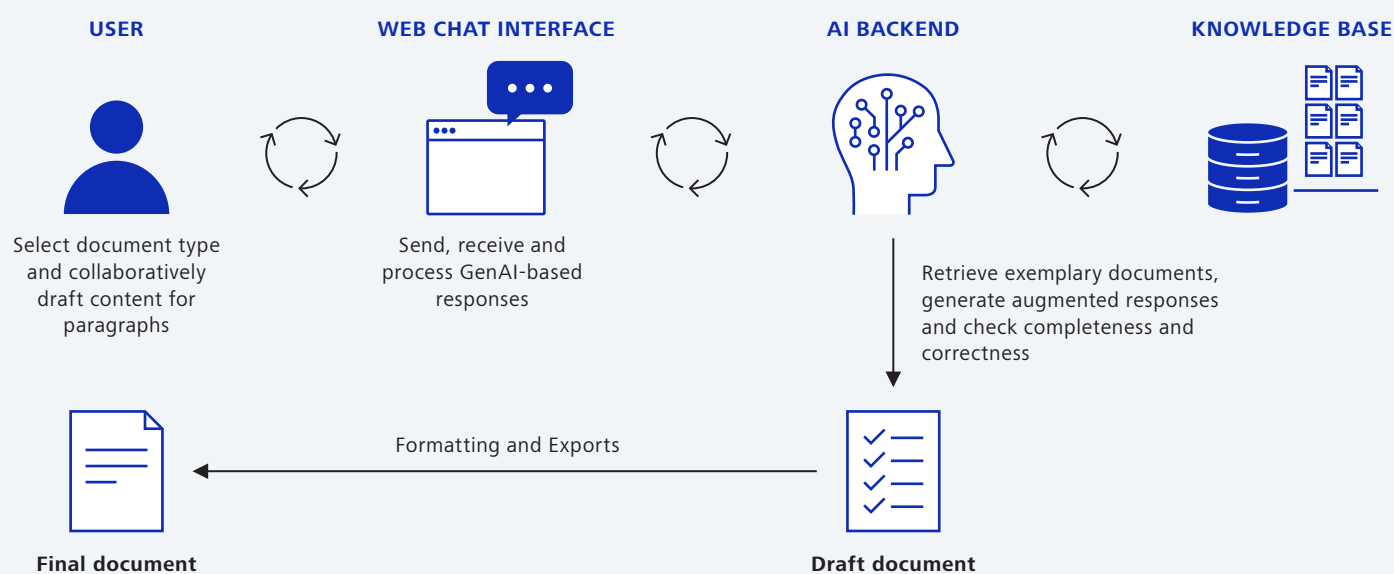 USER
WEB CHAT INTERFACE
AI BACKEND
KNOWLEDGE BASE
Select document type
and collaboratively
draft content for
paragraphs
Send, receive and
process GenAI-based
responses
Retrieve exemplary documents,
generate augmented responses
and check completeness and
correctness
Formatting and Exports
Final document
Draft document